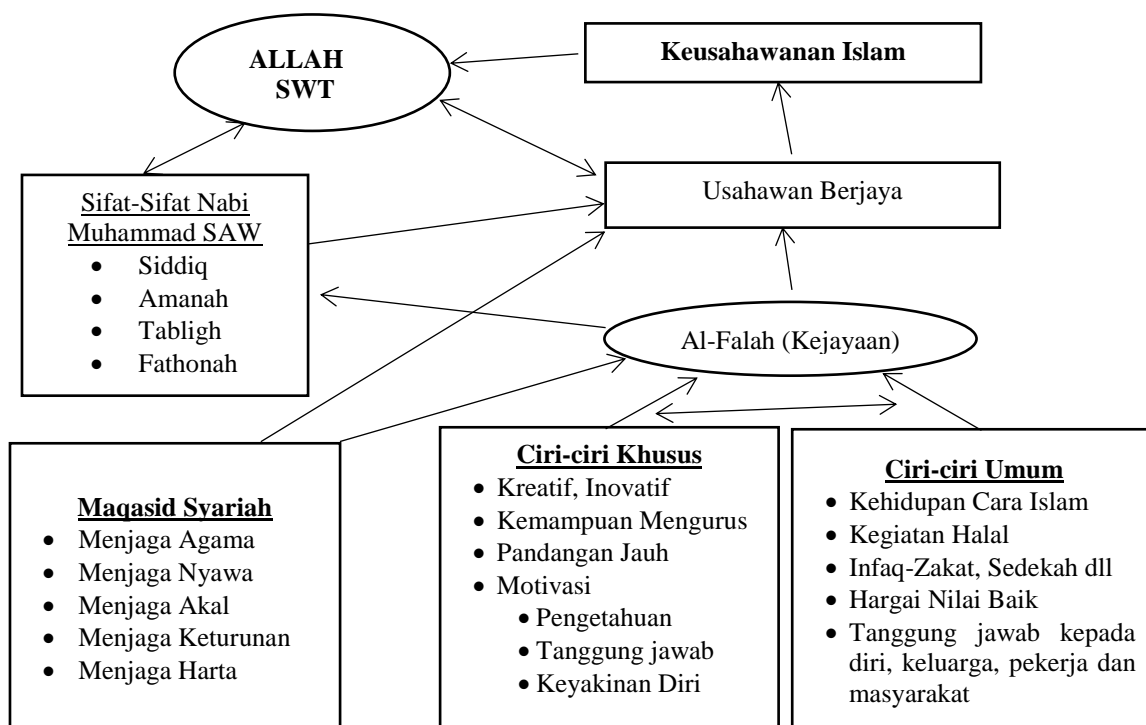 ALLAH
SWT
Keusahawanan Islam
Sifat-Sifat Nabi
Muhammad SAW
• Siddiq
• Amanah
• Tabligh
• Fathonah
Usahawan Berjaya
Al-Falah (Kejayaan)
Maqasid Syariah
• Menjaga Agama
• Menjaga Nyawa
• Menjaga Akal
• Menjaga Keturunan
• Menjaga Harta
Ciri-ciri Khusus
• Kreatif, Inovatif
• Kemampuan Mengurus
• Pandangan Jauh
• Motivasi
• Pengetahuan
• Tanggung jawab
• Keyakinan Diri
Ciri-ciri Umum
• Kehidupan Cara Islam
• Kegiatan Halal
• Infaq-Zakat, Sedekah dll
• Hargai Nilai Baik
• Tanggung jawab kepada
diri, keluarga, pekerja dan
masyarakat